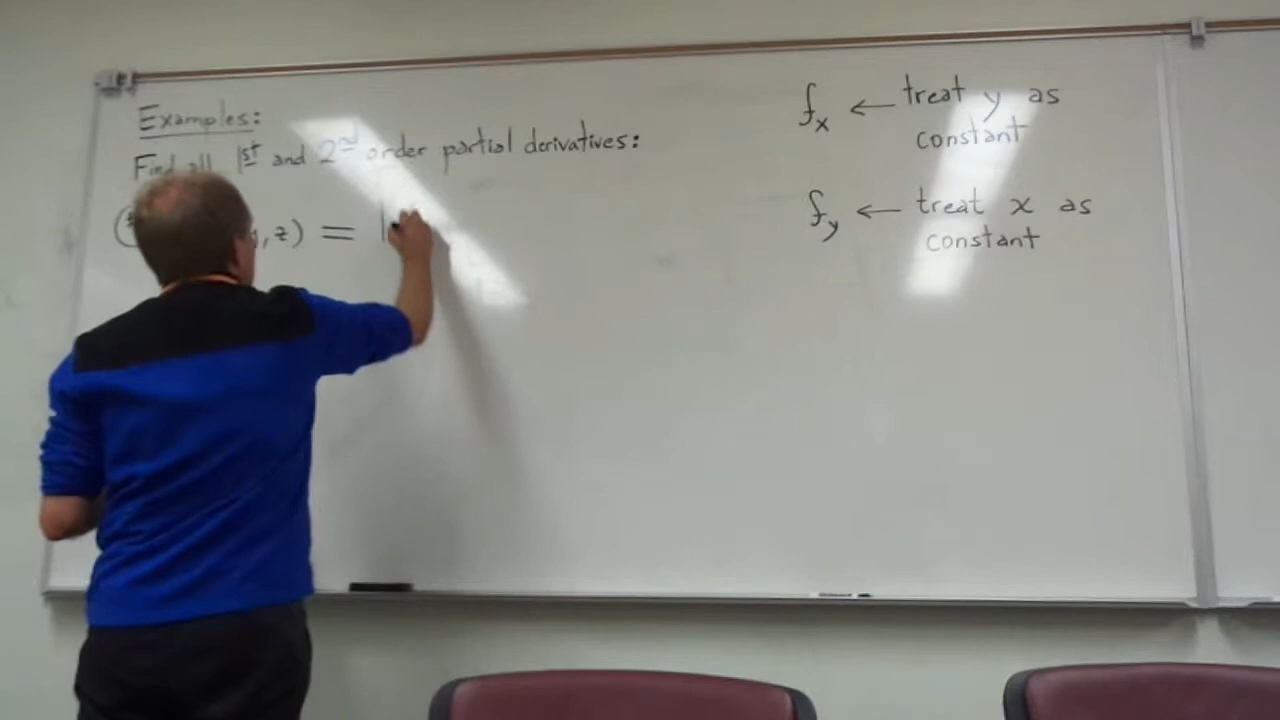 Examples:
Find all 1st and 2nd order partial derivatives:
, z) =
fx ← treat y as
constant
fy ← treat x as
constant